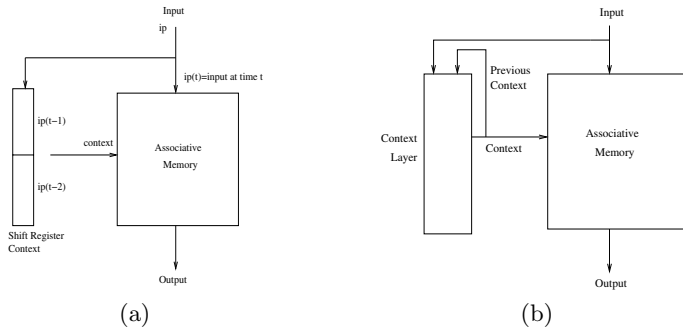 Input
ip
ip(t)=input at time t
ip(t−1)
context
Associative
Memory
ip(t−2)
Shift Register
Context
Output
(a)
Input
Previous
Context
Context
Layer
Context
Associative
Memory
Output
(b)